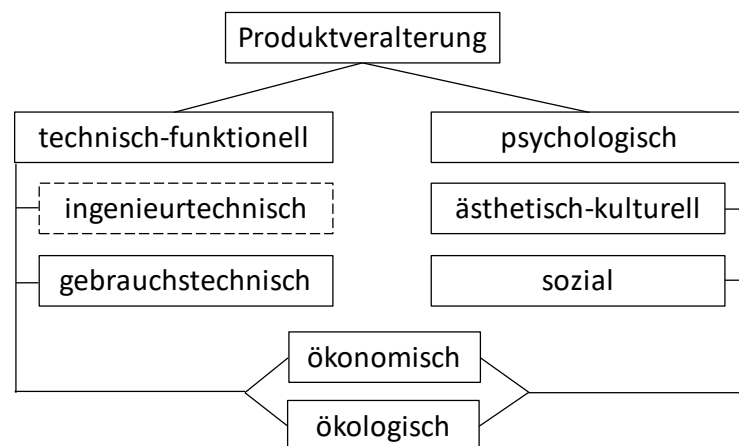 Produktveralterung
technisch-funktionell
psychologisch
ingenieurtechnisch
ästhetisch-kulturell
gebrauchstechnisch
sozial
ökonomisch
ökologisch